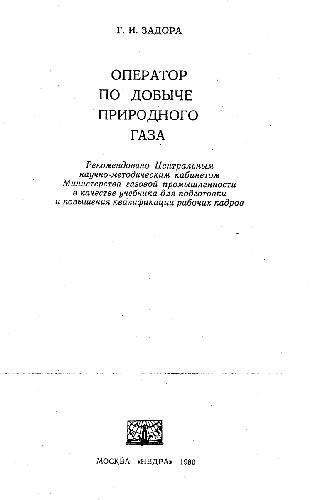 Г. И. ЗАДОРА
ОПЕРАТОР
ПО ДОБЫЧЕ
ПРИРОДНОГО
ГАЗА
Рекомендовано Центральным
научно-методическим кабинетом
Министерства газовой промышленности
в качестве учебника для подготовки
и повышения квалификации рабочих кадров
МОСКВА «НЕДРА» 1980